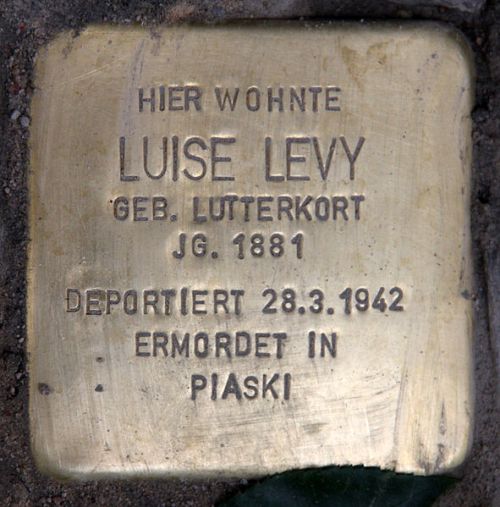 HIER WOHNTE
LUISE LEVY
GEB. LUTTERKORT
JG. 1881
DEPORTIERT 28.3.1942
ERMORDET IN
PIASKI